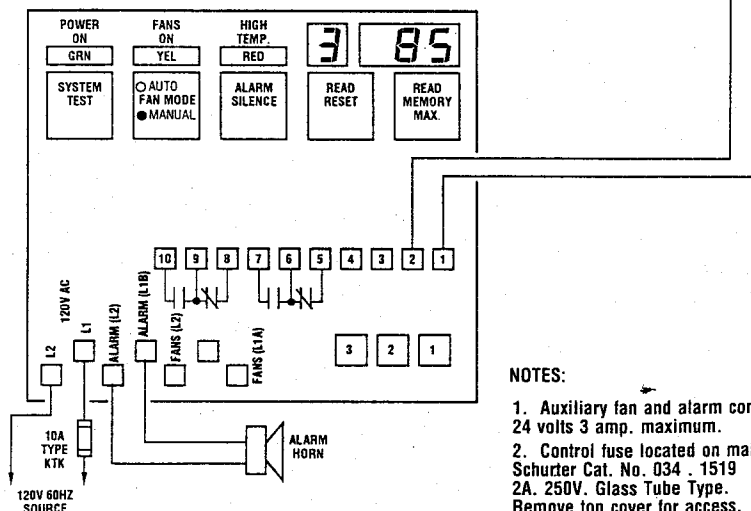 POWER ON
FANS ON
HIGH TEMP.
GRN
YEL
RED
3
85
SYSTEM TEST
AUTO
FAN MODE
MANUAL
ALARM SILENCE
READ RESET
READ MEMORY MAX.
10 9 8 7 6 5 4 3 2 1
120V AC
L2
L1
ALARM (L2)
ALARM (L1B)
FANS (L2)
FANS (L1A)
3 2 1
10A
TYPE
KTK
ALARM
HORN
120V 60HZ
SOURCE
NOTES:
1. Auxiliary fan and alarm con
24 volts 3 amp. maximum.
2. Control fuse located on mai
Schurter Cat. No. 034 . 1519
2A. 250V. Glass Tube Type.
Remove top cover for access.